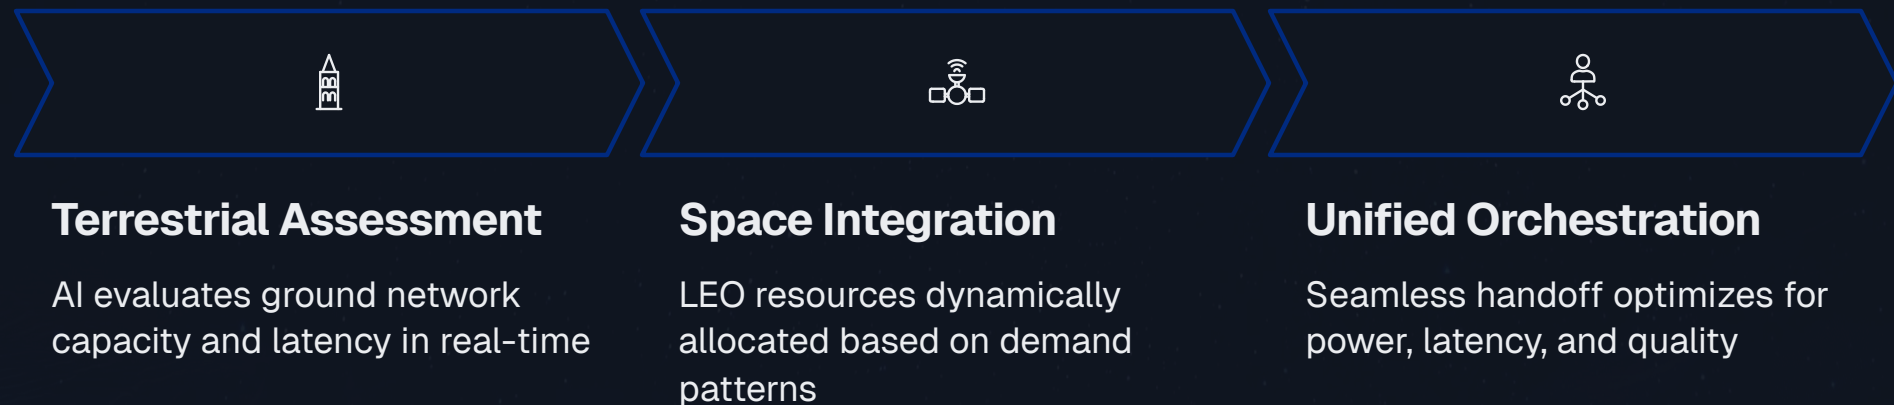 Terrestrial Assessment
AI evaluates ground network
capacity and latency in real-time
Space Integration
LEO resources dynamically
allocated based on demand
patterns
Unified Orchestration
Seamless handoff optimizes for
power, latency, and quality